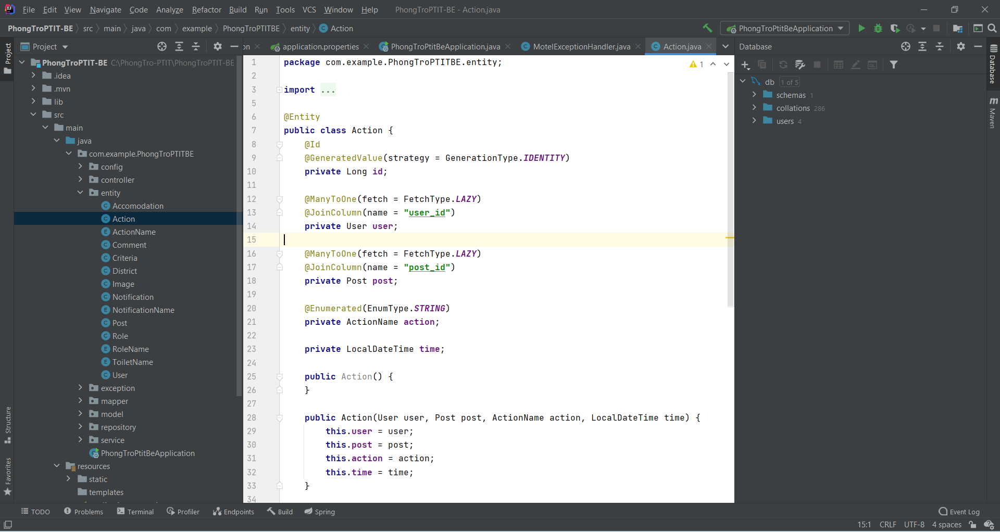 File Edit View Navigate Code Analyze Refactor Build Run Tools VCS Window Help PhongTroPTIT-BE - Action.java
PhongTroPTIT-BE src main java com example PhongTroPTITBE entity Action PhongTroPtitBeApplication
Project
on application.properties PhongTroPtitBeApplication.java MotelExceptionHandler.java Action.java
Database
Project
Structure
Favorites
PhongTroPTIT-BE C:\PhongTro-PTIT\PhongTroPTIT-BE
.idea
.mvn
lib
src
main
java
com.example.PhongTroPTITBE
config
controller
entity
Accomodation
Action
ActionName
Comment
Criteria
District
Image
Notification
NotificationName
Post
Role
RoleName
ToiletName
User
exception
mapper
model
repository
service
PhongTroPtitBeApplication
resources
static
templates
1 package com.example.PhongTroPTITBE.entity;
2
3 import ...
5
6 @Entity
7 public class Action {
8 @Id
9 @GeneratedValue(strategy = GenerationType.IDENTITY)
10 private Long id;
11
12 @ManyToOne(fetch = FetchType.LAZY)
13 @JoinColumn(name = "user_id")
14 private User user;
15
16 @ManyToOne(fetch = FetchType.LAZY)
17 @JoinColumn(name = "post_id")
18 private Post post;
19
20 @Enumerated(EnumType.STRING)
21 private ActionName action;
22
23 private LocalDateTime time;
24
25 public Action() {
26 }
27
28 public Action(User user, Post post, ActionName action, LocalDateTime time) {
29 this.user = user;
30 this.post = post;
31 this.action = action;
32 this.time = time;
33 }
34
1
db 1 of 5
schemas 1
collations 286
users 4
Database
Maven
TODO Problems Terminal Profiler Endpoints Build Spring Event Log
15:1 CRLF UTF-8 4 spaces